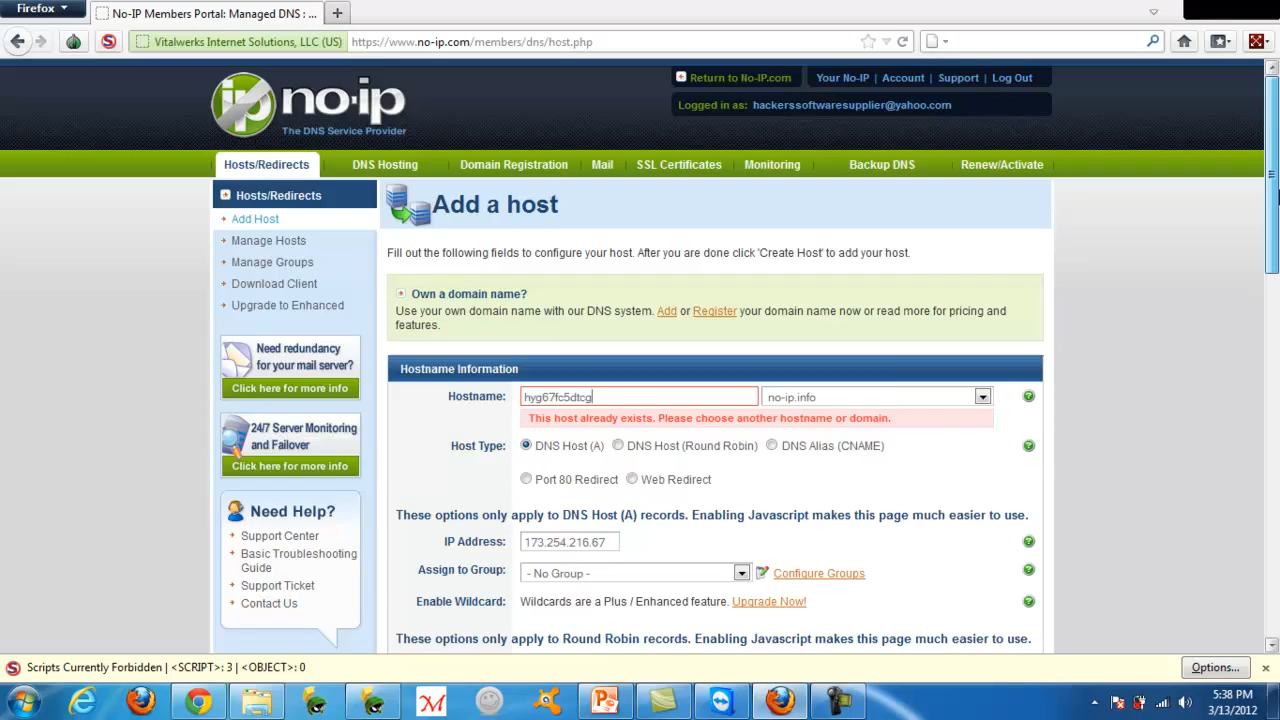 Firefox
No-IP Members Portal: Managed DNS : ...
Vitalwerks Internet Solutions, LLC (US)
https://www.no-ip.com/members/dns/host.php
Return to No-IP.com
Your No-IP | Account | Support | Log Out
ip no-ip
The DNS Service Provider
Logged in as: hackerssoftwaresupplier@yahoo.com
Hosts/Redirects
DNS Hosting
Domain Registration
Mail
SSL Certificates
Monitoring
Backup DNS
Renew/Activate
Hosts/Redirects
Add Host
Manage Hosts
Manage Groups
Download Client
Upgrade to Enhanced
Need redundancy
for your mail server?
Click here for more info
24/7 Server Monitoring
and Failover
Click here for more info
Need Help?
Support Center
Basic Troubleshooting
Guide
Support Ticket
Contact Us
Add a host
Fill out the following fields to configure your host. After you are done click 'Create Host' to add your host.
Own a domain name?
Use your own domain name with our DNS system. Add or Register your domain name now or read more for pricing and
features.
Hostname Information
Hostname: hyg67fc5dtcg no-ip.info
This host already exists. Please choose another hostname or domain.
Host Type: DNS Host (A) DNS Host (Round Robin) DNS Alias (CNAME)
Port 80 Redirect Web Redirect
These options only apply to DNS Host (A) records. Enabling Javascript makes this page much easier to use.
IP Address: 173.254.216.67
Assign to Group: - No Group - Configure Groups
Enable Wildcard: Wildcards are a Plus / Enhanced feature. Upgrade Now!
These options only apply to Round Robin records. Enabling Javascript makes this page much easier to use.
Scripts Currently Forbidden | <SCRIPT>: 3 | <OBJECT>: 0
Options...
5:38 PM
3/13/2012